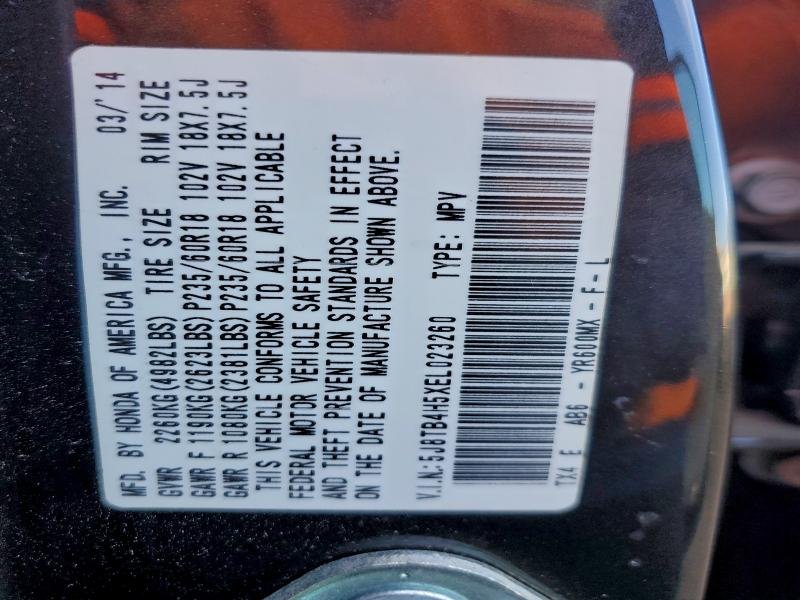 MFD. BY HONDA OF AMERICA MFG., INC. 03/'14
GVWR 2260KG(4982LBS) TIRE SIZE RIM SIZE
GAWR F 1190KG(2623LBS)P235/60R18 102V 18X7.5J
GAWR R 1080KG(2381LBS)P235/60R18 102V 18X7.5J
THIS VEHICLE CONFORMS TO ALL APPLICABLE
FEDERAL MOTOR VEHICLE SAFETY
AND THEFT PREVENTION STANDARDS IN EFFECT
ON THE DATE OF MANUFACTURE SHOWN ABOVE.
V.I.N.:5J8TB4H5XEL023260 TYPE: MPV
TX4 E AB6 - YR600MX - F - L